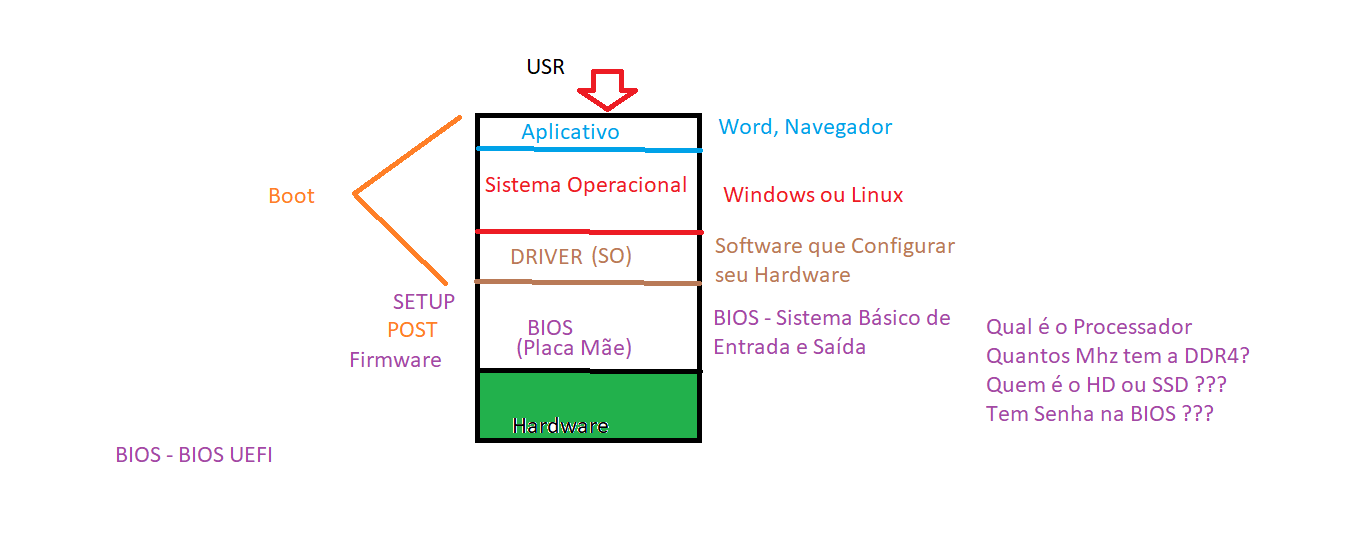 USR
Aplicativo
Word, Navegador
Boot
Sistema Operacional
Windows ou Linux
DRIVER (SO)
Software que Configurar
seu Hardware
SETUP
POST
Firmware
BIOS
(Placa Mãe)
BIOS - Sistema Básico de
Entrada e Saída
Qual é o Processador
Quantos Mhz tem a DDR4?
Quem é o HD ou SSD ???
Tem Senha na BIOS ???
Hardware
BIOS - BIOS UEFI